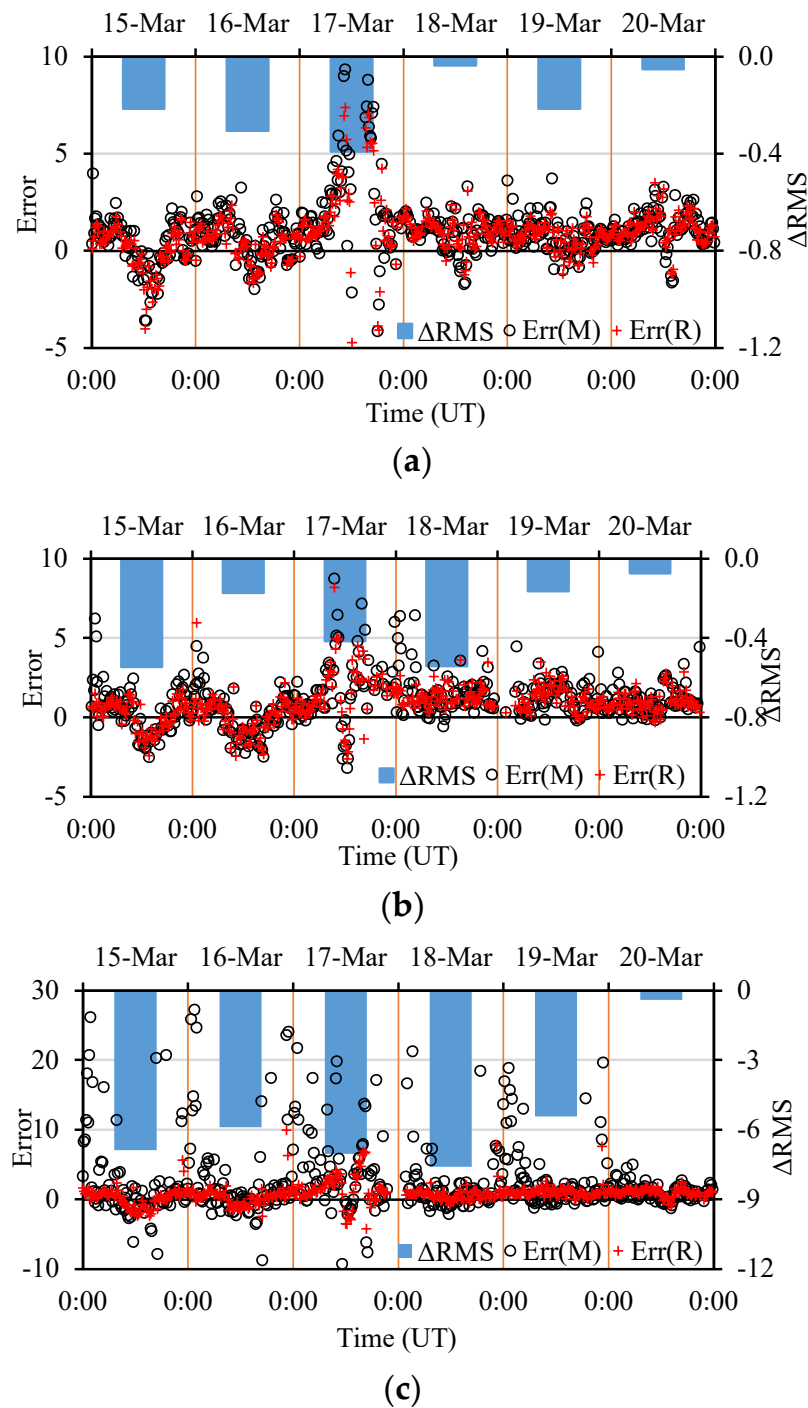 15-Mar 16-Mar 17-Mar 18-Mar 19-Mar 20-Mar
10 0.0
5 -0.4
0 -0.8
-5 -1.2
Error
ΔRMS
ΔRMS Err(M) Err(R)
0:00 0:00 0:00 0:00 0:00 0:00 0:00
Time (UT)
(a)
15-Mar 16-Mar 17-Mar 18-Mar 19-Mar 20-Mar
10 0.0
5 -0.4
0 -0.8
-5 -1.2
Error
ΔRMS
ΔRMS Err(M) Err(R)
0:00 0:00 0:00 0:00 0:00 0:00 0:00
Time (UT)
(b)
15-Mar 16-Mar 17-Mar 18-Mar 19-Mar 20-Mar
30 0
20 -3
10 -6
0 -9
-10 -12
Error
ΔRMS
ΔRMS Err(M) Err(R)
0:00 0:00 0:00 0:00 0:00 0:00 0:00
Time (UT)
(c)